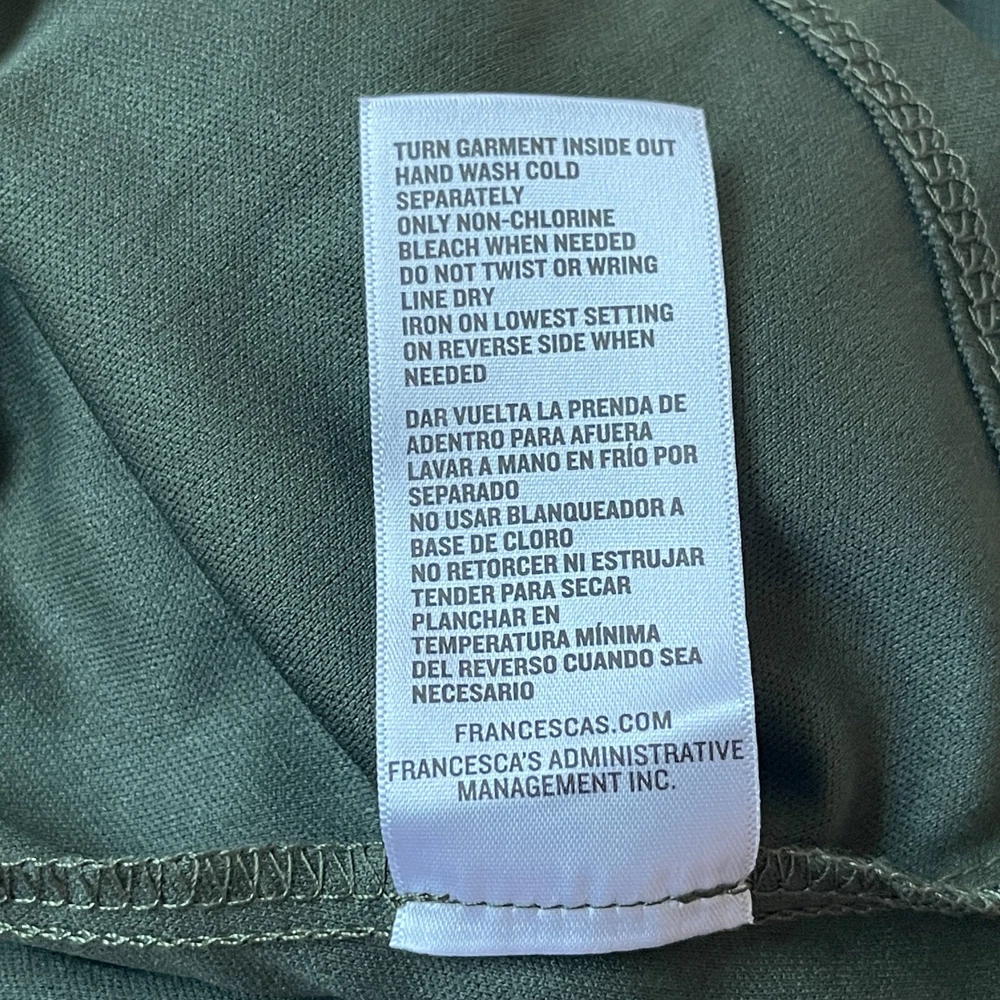 TURN GARMENT INSIDE OUT
HAND WASH COLD
SEPARATELY
ONLY NON-CHLORINE
BLEACH WHEN NEEDED
DO NOT TWIST OR WRING
LINE DRY
IRON ON LOWEST SETTING
ON REVERSE SIDE WHEN
NEEDED
DAR VUELTA LA PRENDA DE
ADENTRO PARA AFUERA
LAVAR A MANO EN FRÍO POR
SEPARADO
NO USAR BLANQUEADOR A
BASE DE CLORO
NO RETORCER NI ESTRUJAR
TENDER PARA SECAR
PLANCHAR EN
TEMPERATURA MÍNIMA
DEL REVERSO CUANDO SEA
NECESARIO
FRANCESCAS.COM
FRANCESCA'S ADMINISTRATIVE
MANAGEMENT INC.